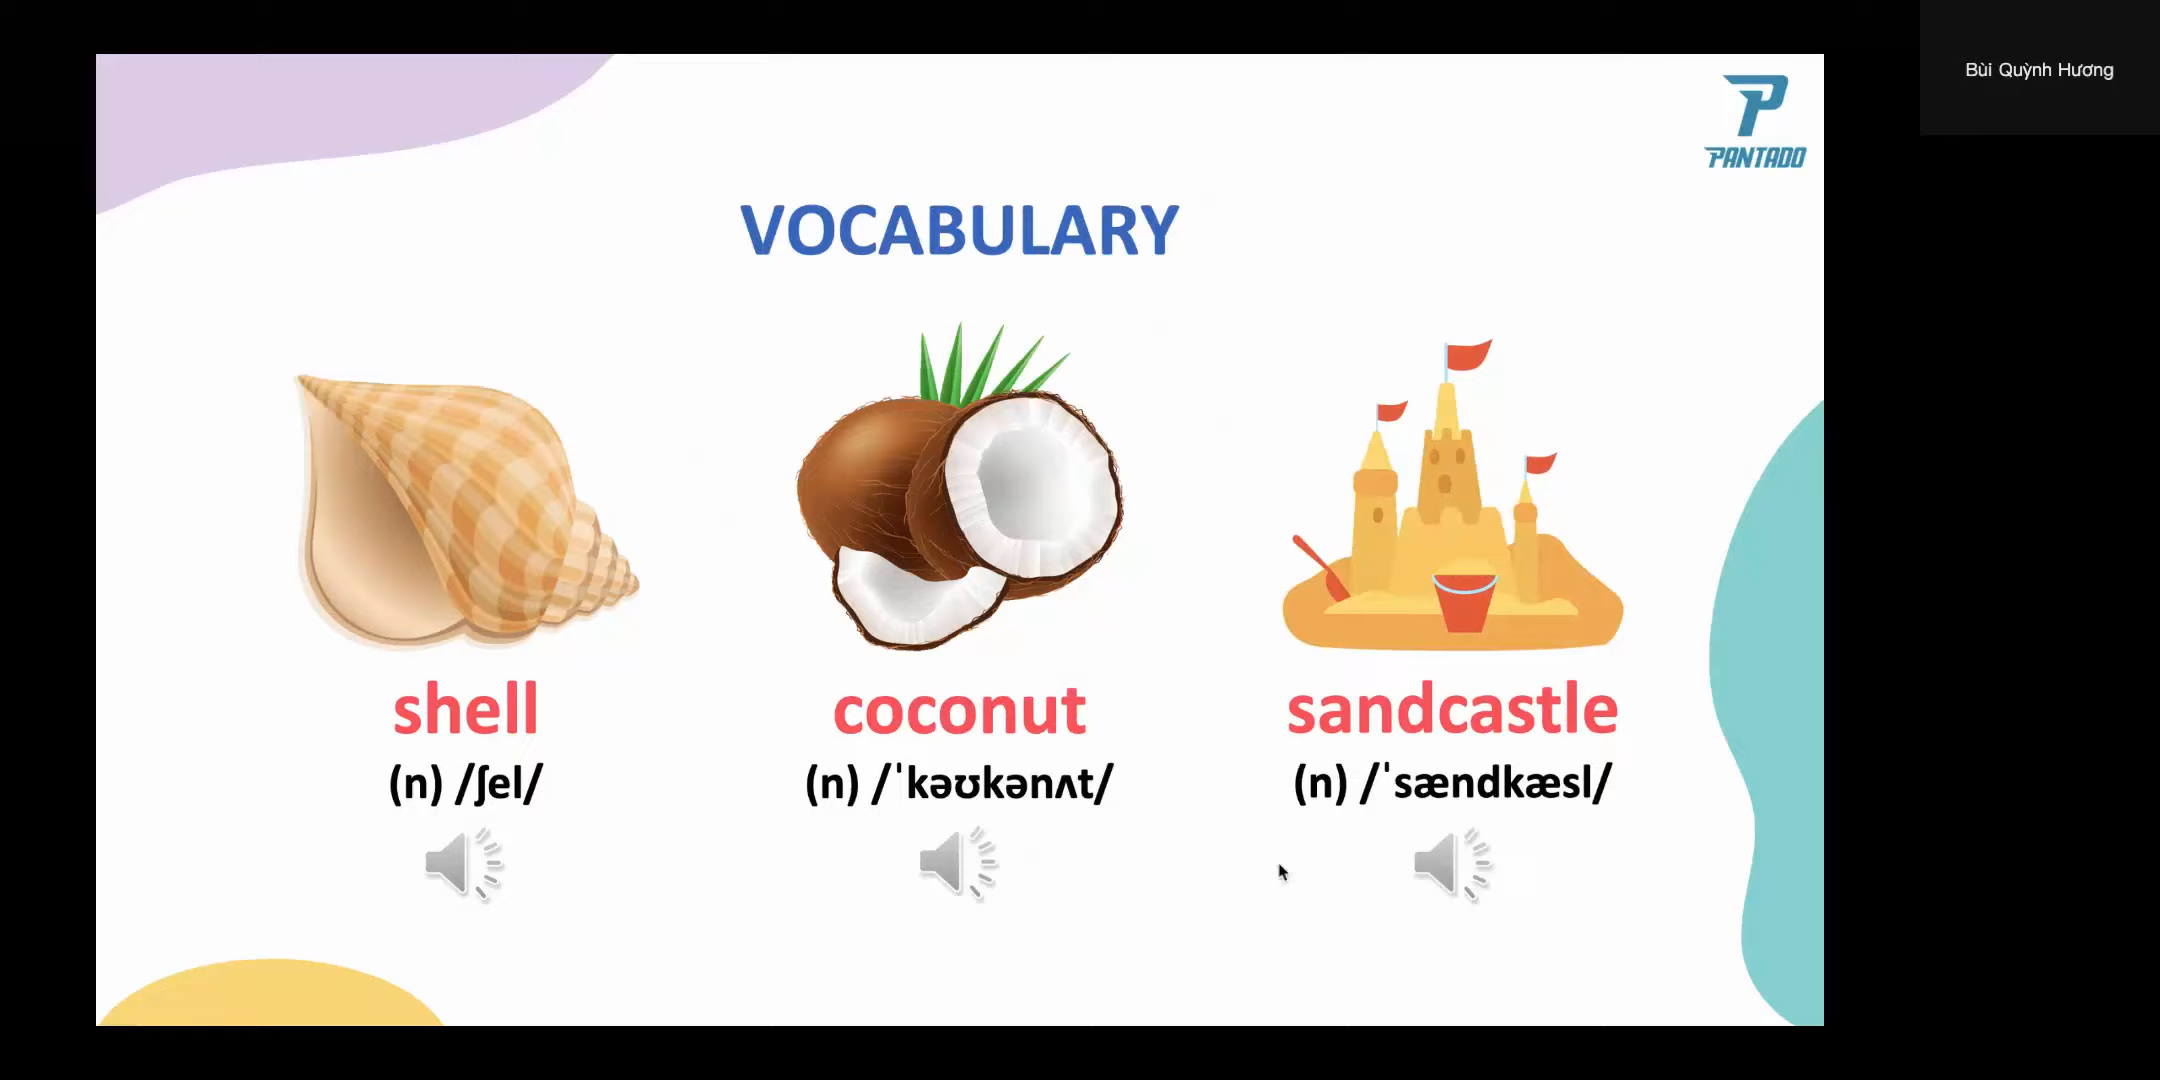 Bùi Quỳnh Hương
PANTADO
VOCABULARY
shell
(n) /ʃel/
coconut
(n) /ˈkəʊkənʌt/
sandcastle
(n) /ˈsændkæsl/